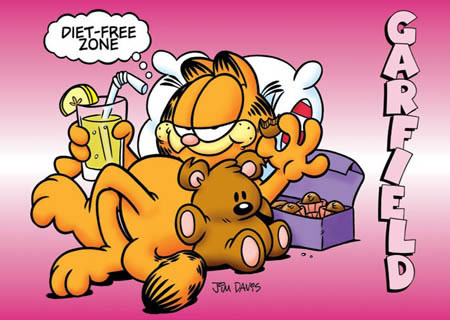 DIET-FREE
ZONE
GARFIELD
JIM DAVIS